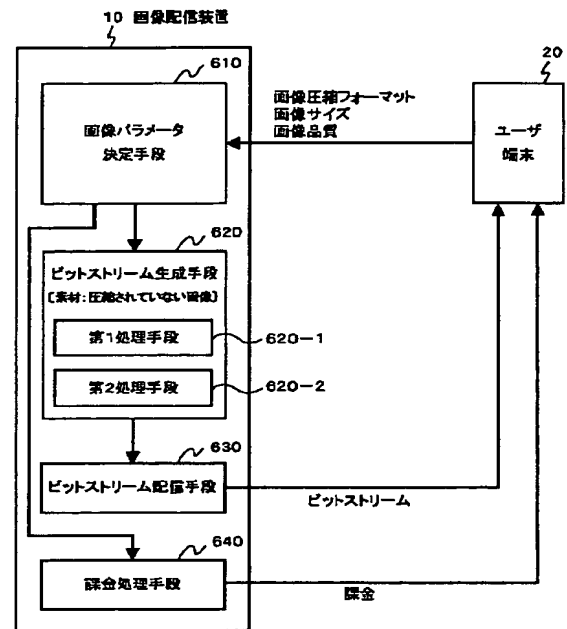 10 画像配信装置
610
20
画像パラメータ
決定手段
画像圧縮フォーマット
画像サイズ
画像品質
ユーザ
端末
620
ビットストリーム生成手段
[素材:圧縮されていない画像]
第1処理手段
620-1
第2処理手段
620-2
630
ビットストリーム配信手段
ビットストリーム
640
課金処理手段
課金